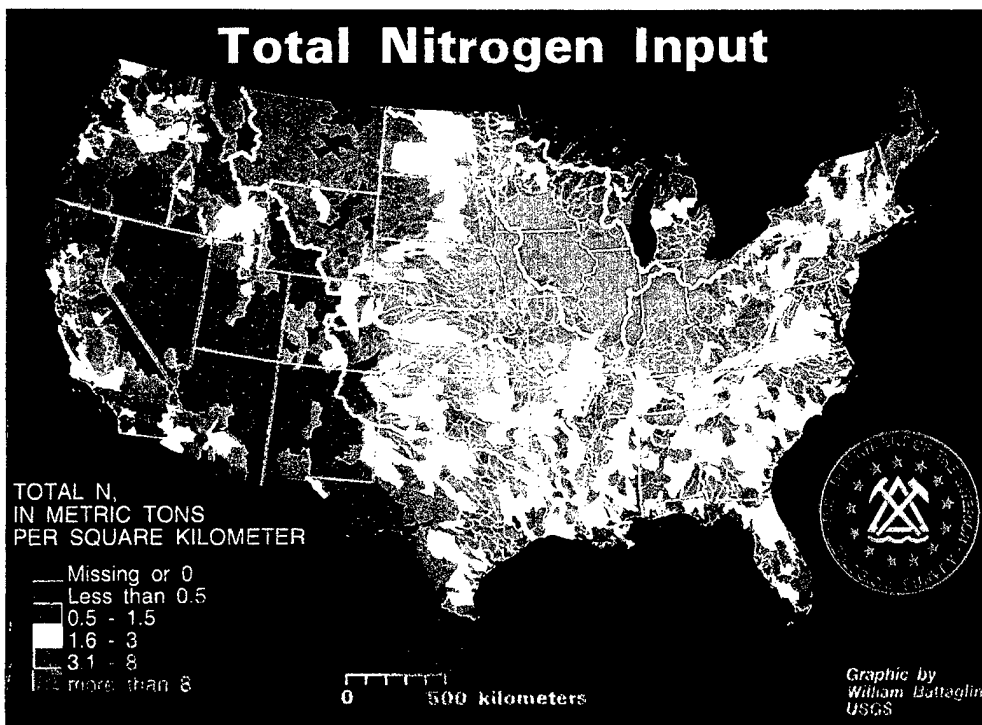 Total Nitrogen Input
TOTAL N,
IN METRIC TONS
PER SQUARE KILOMETER
Missing or 0
Less than 0.5
0.5 - 1.5
1.6 - 3
3.1 - 8
more than 8
0 500 kilometers
Graphic by
William Battaglin
USGS